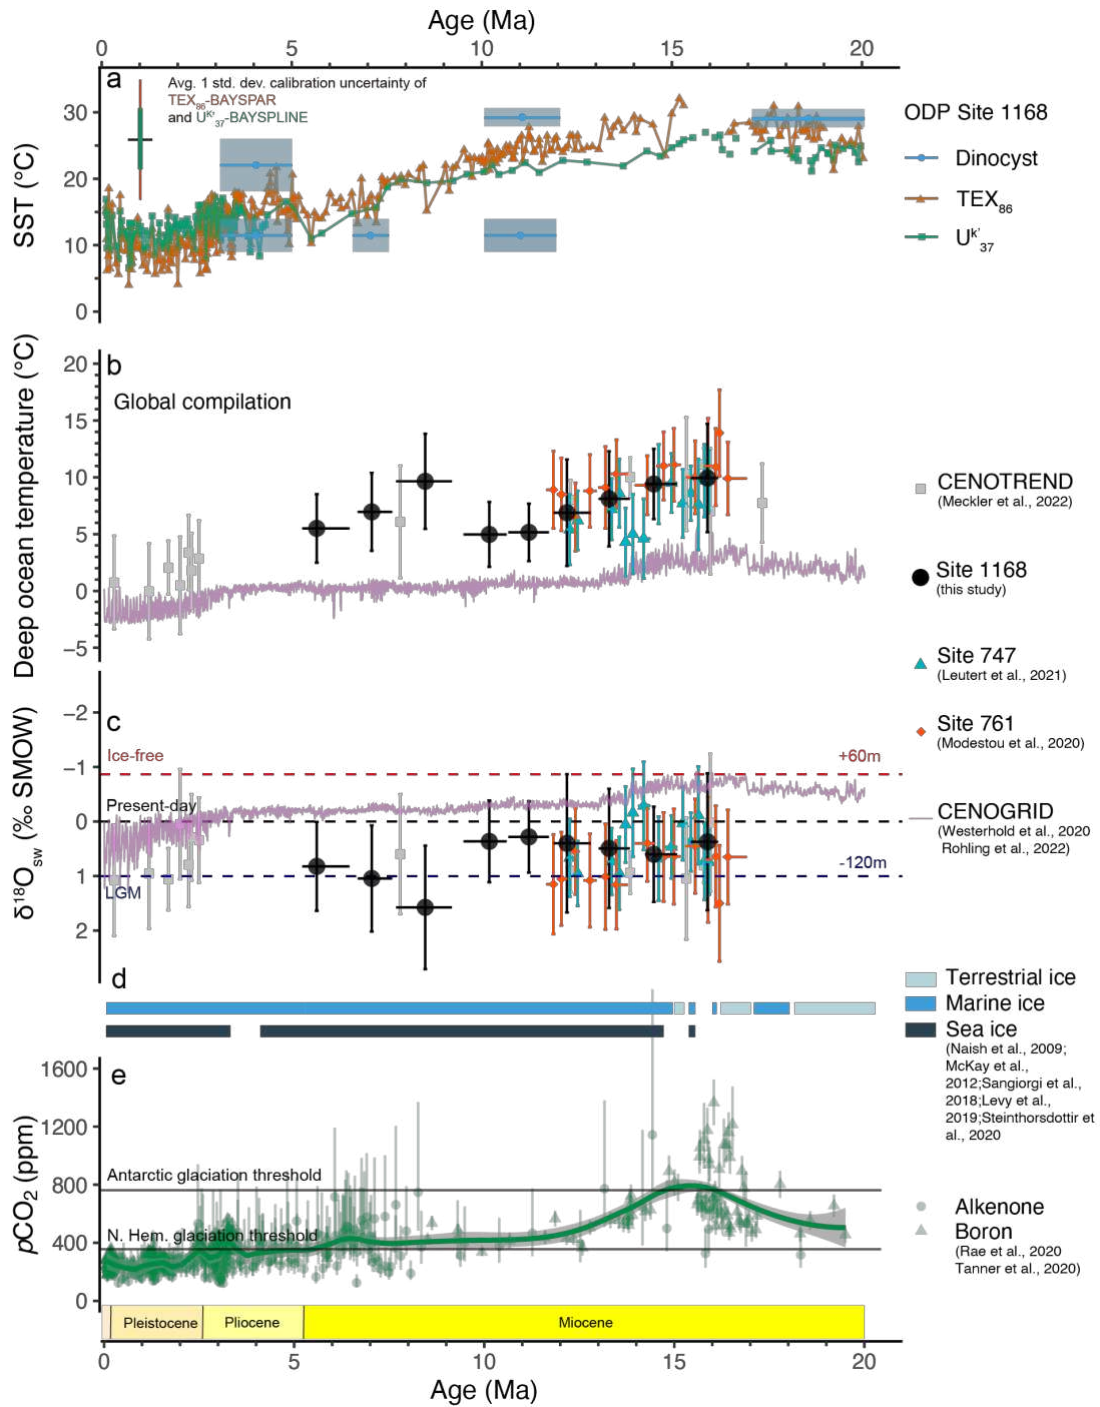 Age (Ma)
0 5 10 15 20
a
Avg. 1 std. dev. calibration uncertainty of
TEX86-BAYSPAR
and UK'37-BAYSPLINE
30
20
10
0
SST (°C)
ODP Site 1168
Dinocyst
TEX86
Uk'37
b
Global compilation
20
15
10
5
0
−5
Deep ocean temperature (°C)
CENOTREND
(Meckler et al., 2022)
Site 1168
(this study)
Site 747
(Leutert et al., 2021)
Site 761
(Modestou et al., 2020)
CENOGRID
(Westerhold et al., 2020
Rohling et al., 2022)
c
−2
−1
0
1
2
δ18Osw (‰ SMOW)
Ice-free
+60m
Present-day
-120m
LGM
d
Terrestrial ice
Marine ice
Sea ice
(Naish et al., 2009;
McKay et al.,
2012;Sangiorgi et al.,
2018;Levy et al.,
2019;Steinthorsdottir et
al., 2020
e
1600
1200
800
400
0
pCO2 (ppm)
Antarctic glaciation threshold
N. Hem. glaciation threshold
Alkenone
Boron
(Rae et al., 2020
Tanner et al., 2020)
Pleistocene Pliocene Miocene
0 5 10 15 20
Age (Ma)